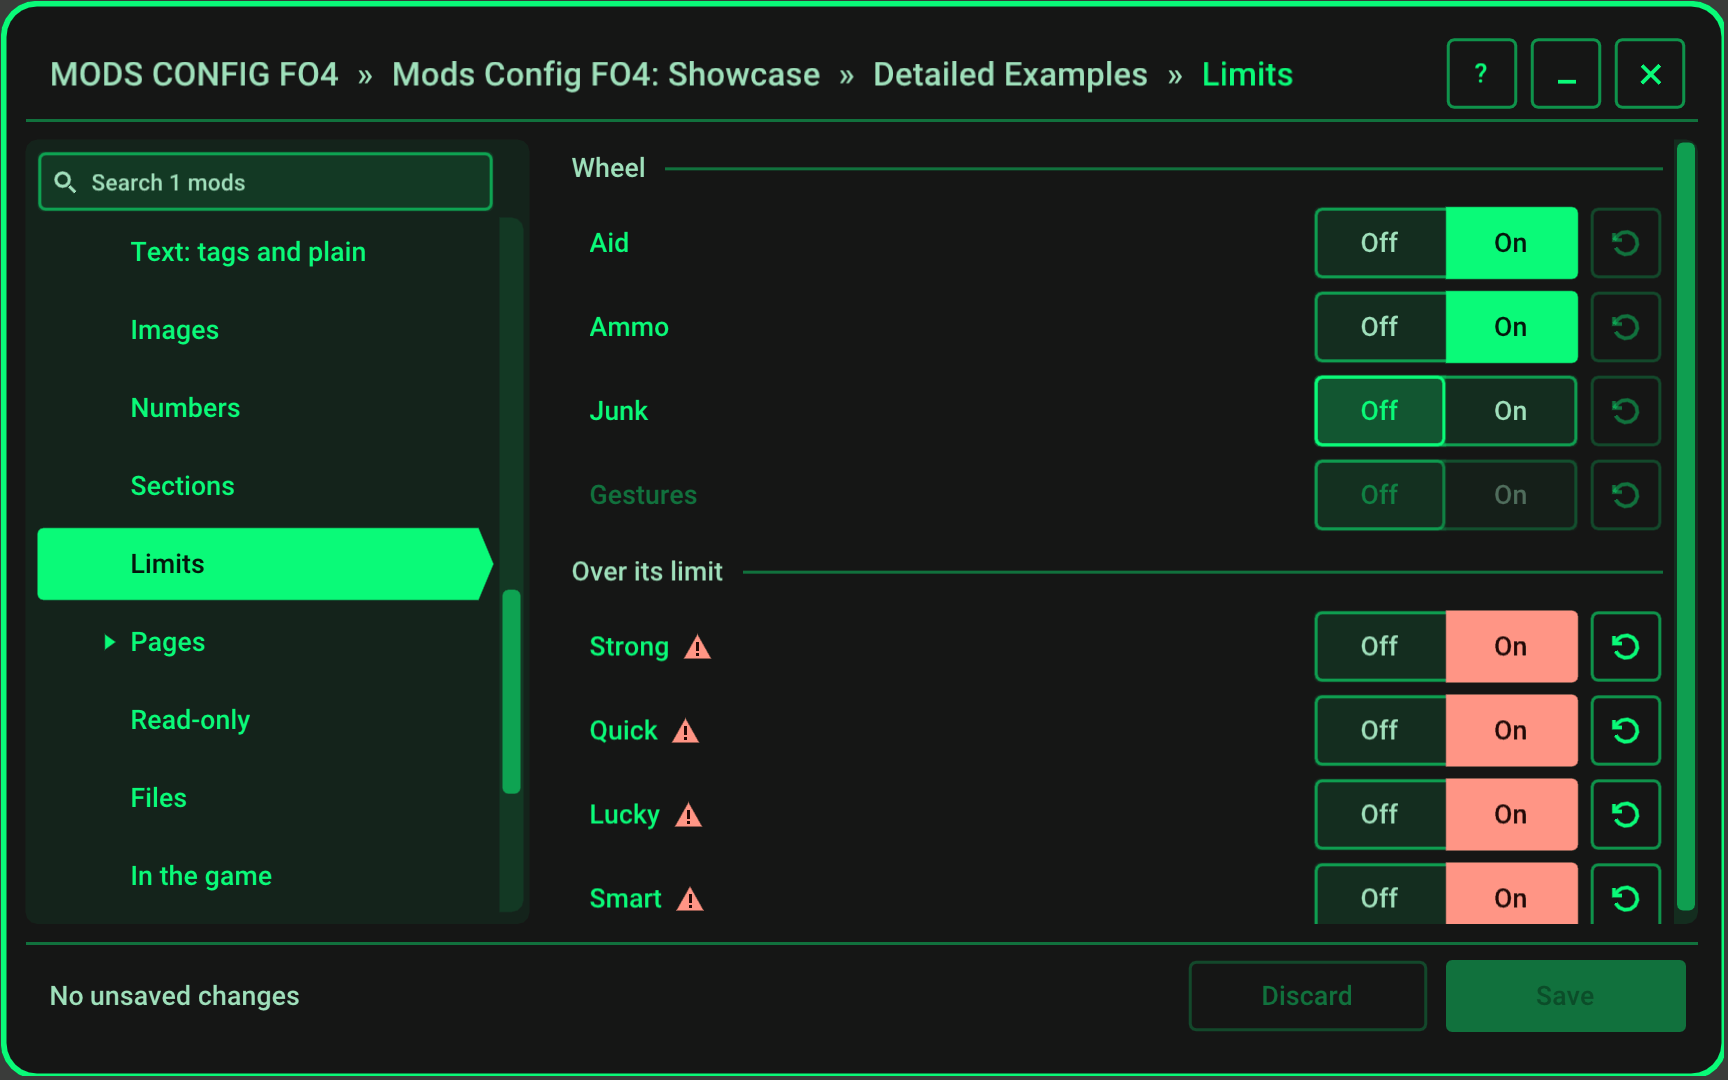 MODS CONFIG FO4 » Mods Config FO4: Showcase » Detailed Examples » Limits
?
Search 1 mods
Text: tags and plain
Images
Numbers
Sections
Limits
Pages
Read-only
Files
In the game
Wheel
Aid Off On
Ammo Off On
Junk Off On
Gestures Off On
Over its limit
Strong Off On
Quick Off On
Lucky Off On
Smart Off On
No unsaved changes
Discard
Save